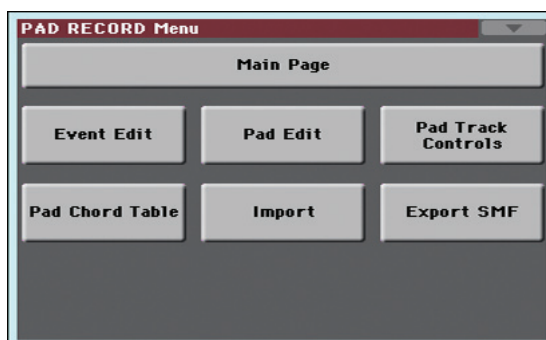 PAD RECORD Menu
Main Page
Event Edit
Pad Edit
Pad Track
Controls
Pad Chord Table
Import
Export SMF